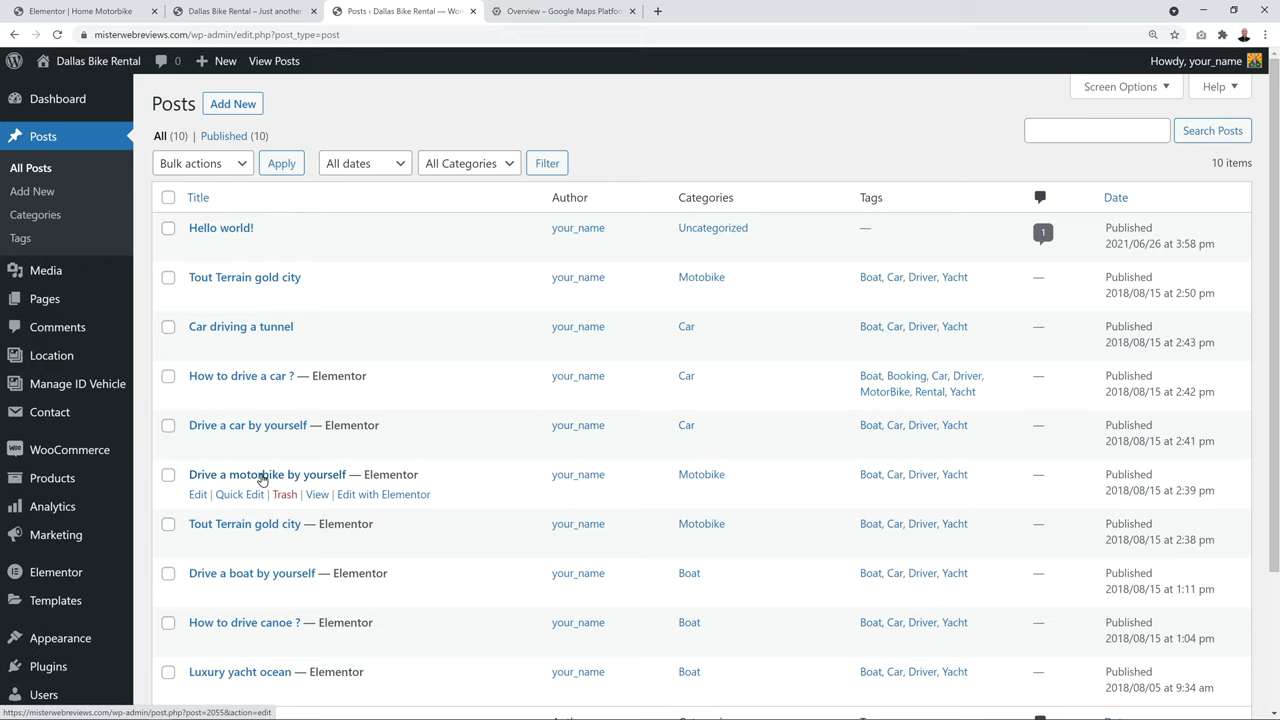 Elementor | Home Motorbike
Dallas Bike Rental – Just another
Posts ‹ Dallas Bike Rental — Wo
Overview – Google Maps Platfor
misterwebreviews.com/wp-admin/edit.php?post_type=post
Dallas Bike Rental
0
New
View Posts
Howdy, your_name
Dashboard
Posts
All Posts
Add New
Categories
Tags
Media
Pages
Comments
Location
Manage ID Vehicle
Contact
WooCommerce
Products
Analytics
Marketing
Elementor
Templates
Appearance
Plugins
Users
Screen Options
Help
Posts
Add New
All (10) | Published (10)
Search Posts
Bulk actions
Apply
All dates
All Categories
Filter
10 items
Title
Author
Categories
Tags
Date
Hello world!
your_name
Uncategorized
—
1
Published
2021/06/26 at 3:58 pm
Tout Terrain gold city
your_name
Motobike
Boat, Car, Driver, Yacht
—
Published
2018/08/15 at 2:50 pm
Car driving a tunnel
your_name
Car
Boat, Car, Driver, Yacht
—
Published
2018/08/15 at 2:43 pm
How to drive a car ? — Elementor
your_name
Car
Boat, Booking, Car, Driver,
MotorBike, Rental, Yacht
—
Published
2018/08/15 at 2:42 pm
Drive a car by yourself — Elementor
your_name
Car
Boat, Car, Driver, Yacht
—
Published
2018/08/15 at 2:41 pm
Drive a motobike by yourself — Elementor
Edit | Quick Edit | Trash | View | Edit with Elementor
your_name
Motobike
Boat, Car, Driver, Yacht
—
Published
2018/08/15 at 2:39 pm
Tout Terrain gold city — Elementor
your_name
Motobike
Boat, Car, Driver, Yacht
—
Published
2018/08/15 at 2:38 pm
Drive a boat by yourself — Elementor
your_name
Boat
Boat, Car, Driver, Yacht
—
Published
2018/08/15 at 1:11 pm
How to drive canoe ? — Elementor
your_name
Boat
Boat, Car, Driver, Yacht
—
Published
2018/08/15 at 1:04 pm
Luxury yacht ocean — Elementor
your_name
Boat
Boat, Car, Driver, Yacht
—
Published
2018/08/05 at 9:34 am
https://misterwebreviews.com/wp-admin/post.php?post=2055&action=edit